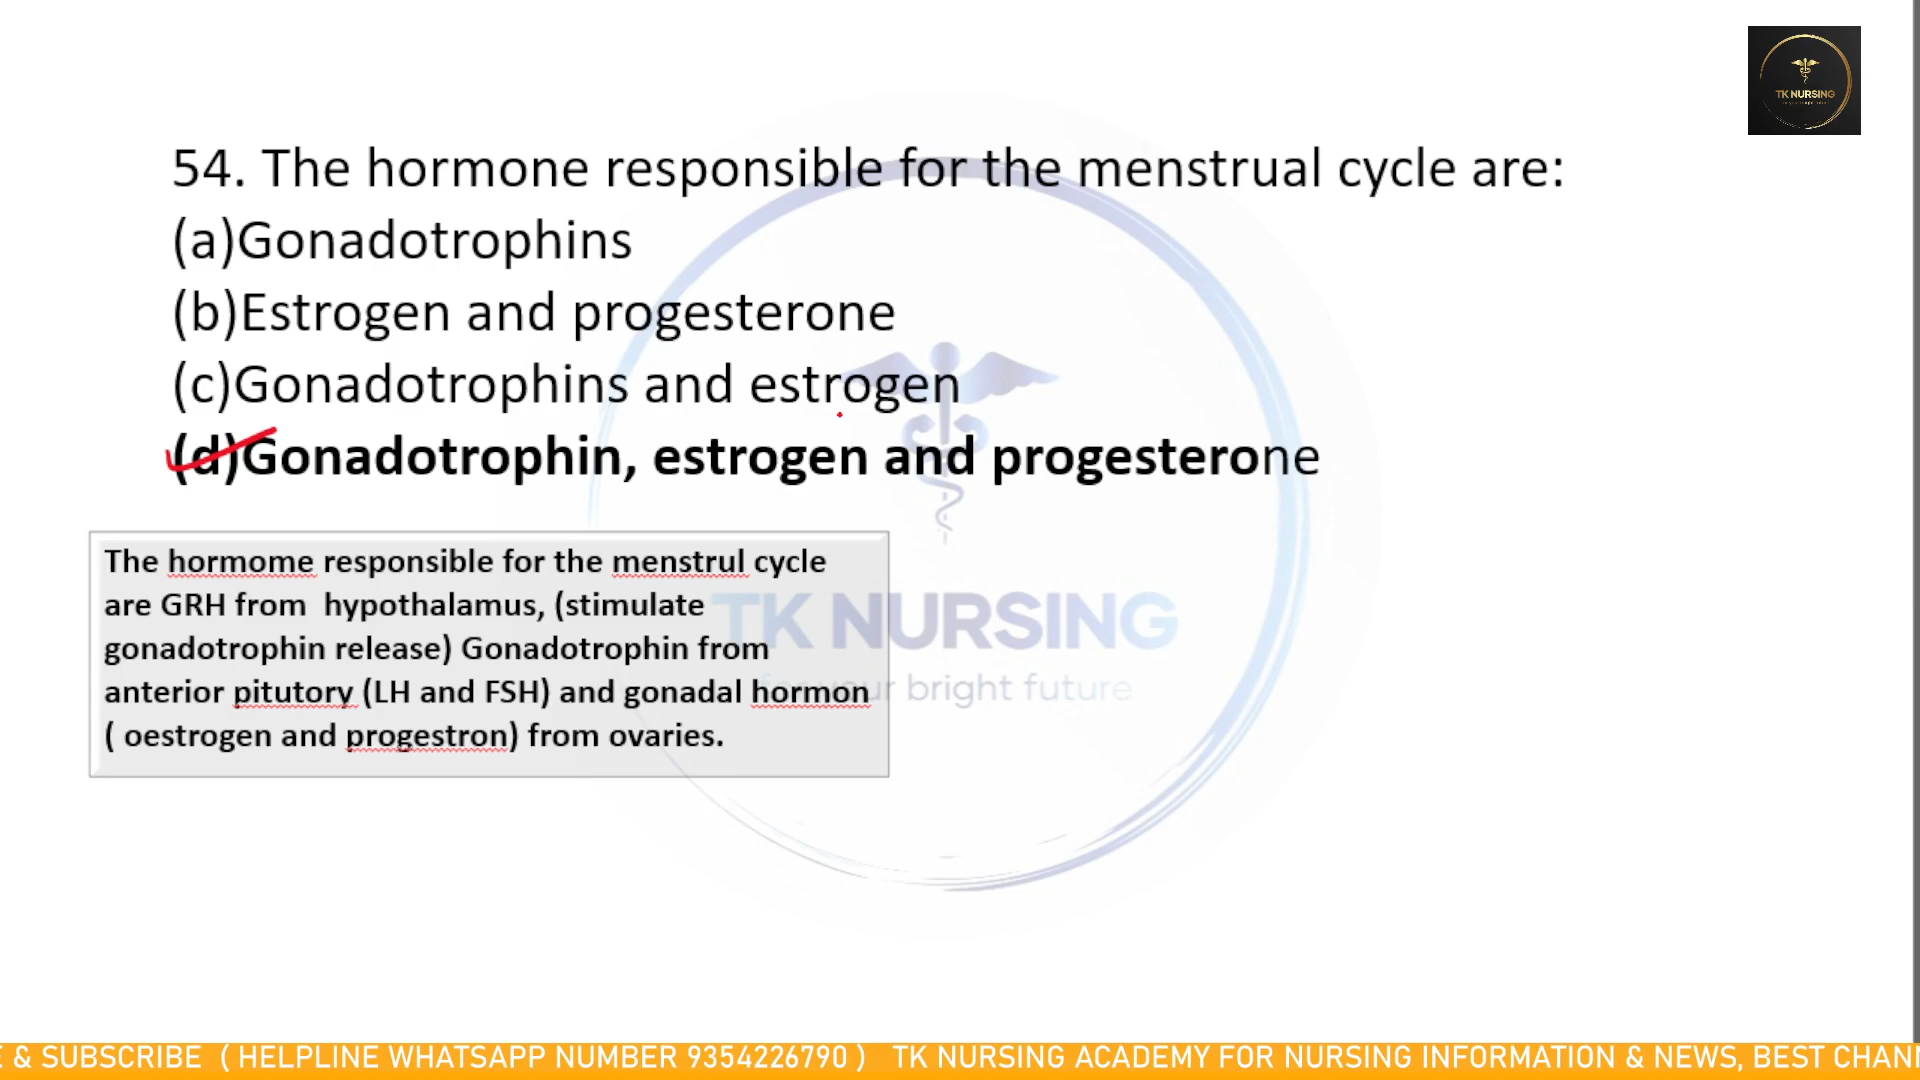 TK NURSING
54. The hormone responsible for the menstrual cycle are:
(a)Gonadotrophins
(b)Estrogen and progesterone
(c)Gonadotrophins and estrogen
(d)Gonadotrophin, estrogen and progesterone
The hormome responsible for the menstrul cycle
are GRH from hypothalamus, (stimulate
gonadotrophin release) Gonadotrophin from
anterior pitutory (LH and FSH) and gonadal hormon
( oestrogen and progestron) from ovaries.
TK NURSING
for your bright future
& SUBSCRIBE ( HELPLINE WHATSAPP NUMBER 9354226790 ) TK NURSING ACADEMY FOR NURSING INFORMATION & NEWS, BEST CHAN